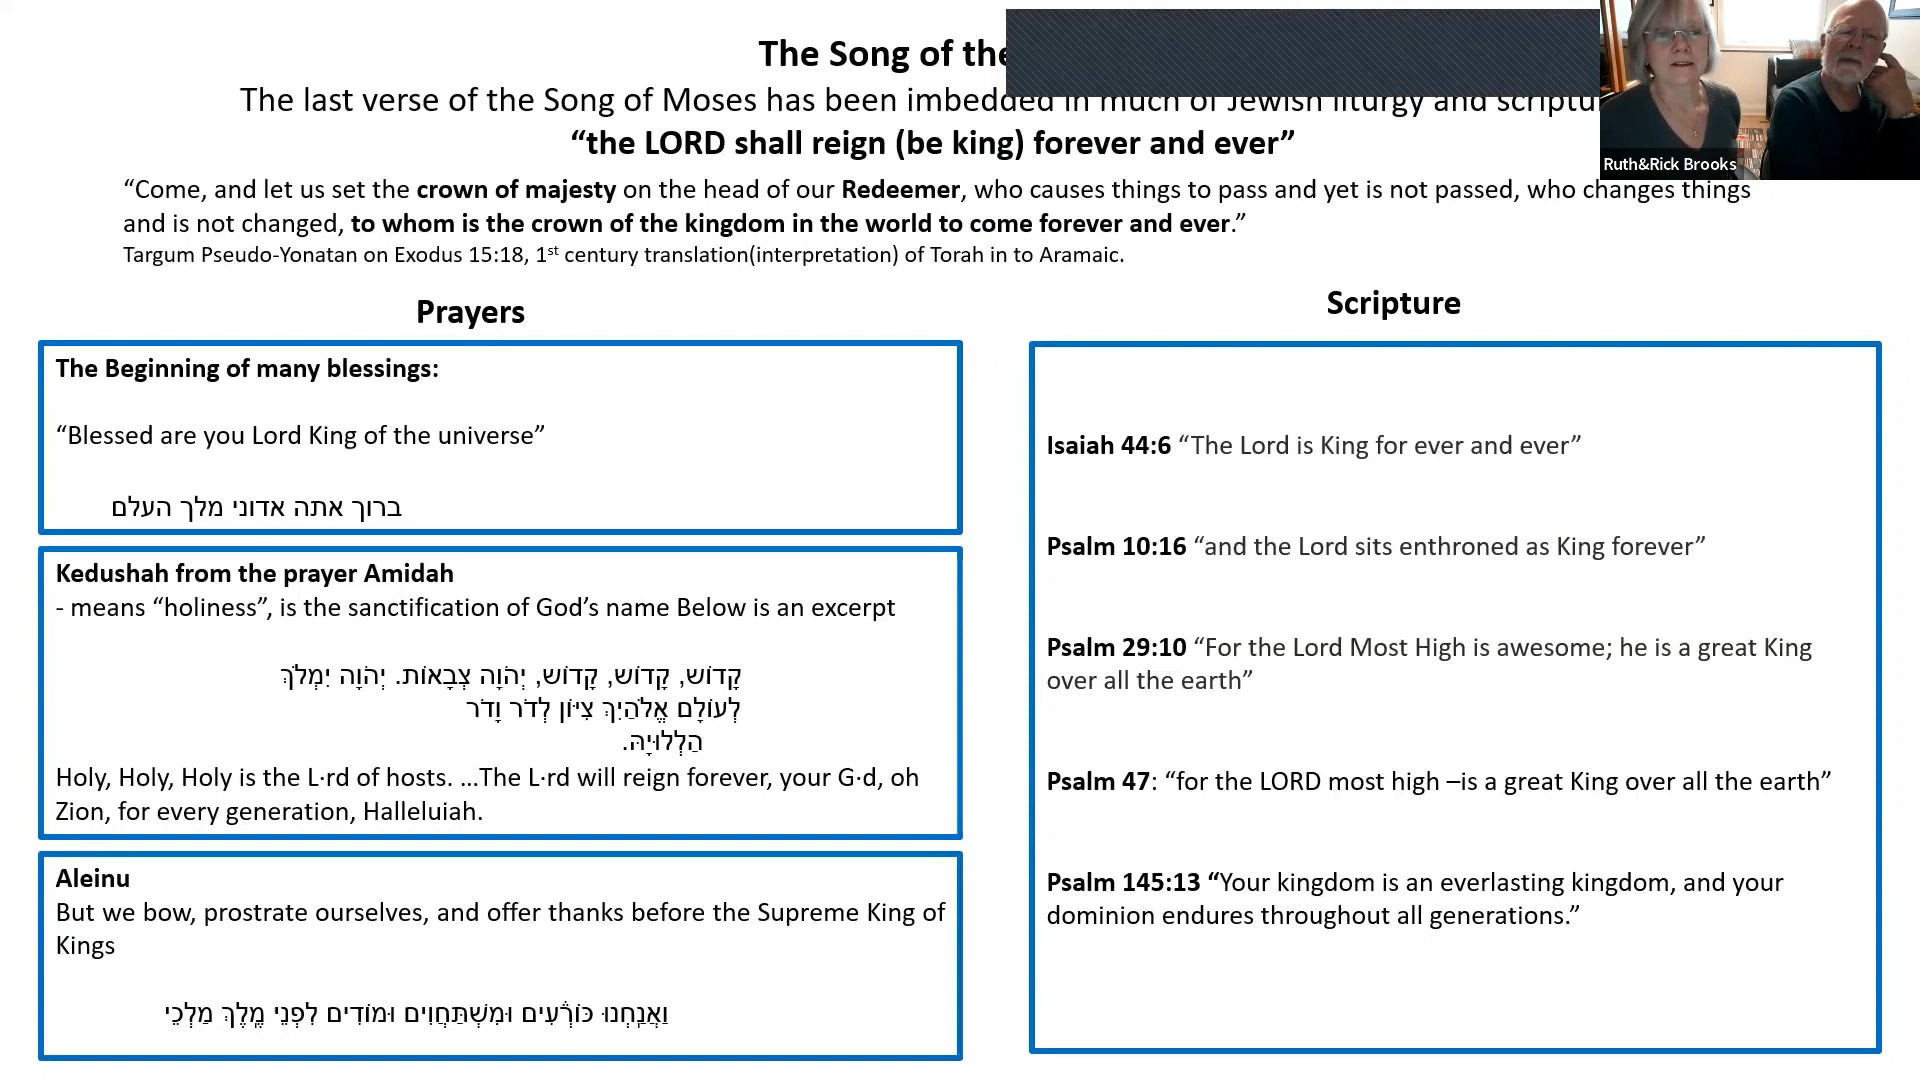 The Song of the
The last verse of the Song of Moses has been imbedded in much of Jewish liturgy and
“the LORD shall reign (be king) forever and ever”
Ruth&Rick Brooks
“Come, and let us set the crown of majesty on the head of our Redeemer, who causes things to pass and yet is not passed, who changes things
and is not changed, to whom is the crown of the kingdom in the world to come forever and ever.”
Targum Pseudo-Yonatan on Exodus 15:18, 1st century translation(interpretation) of Torah in to Aramaic.
Prayers
The Beginning of many blessings:
“Blessed are you Lord King of the universe”
ברוך אתה אדוני מלך העלם
Kedushah from the prayer Amidah
- means “holiness”, is the sanctification of God’s name Below is an excerpt
קָדוֹשׁ, קָדוֹשׁ, קָדוֹשׁ, יְהֹוָה צְבָאוֹת. יְהֹוָה יִמְלֹךְ
לְעוֹלָם אֱלֹהַיִךְ צִיּוֹן לְדֹר וָדֹר
הַלְלוּיָהּ.
Holy, Holy, Holy is the L·rd of hosts. …The L·rd will reign forever, your G·d, oh
Zion, for every generation, Halleluiah.
Aleinu
But we bow, prostrate ourselves, and offer thanks before the Supreme King of
Kings
וַאֲנַֽחְנוּ כּוֹרְ֒עִים וּמִשְׁתַּחֲוִים וּמוֹדִים לִפְנֵי מֶֽלֶךְ מַלְכֵי
Scripture
Isaiah 44:6 “The Lord is King for ever and ever”
Psalm 10:16 “and the Lord sits enthroned as King forever”
Psalm 29:10 “For the Lord Most High is awesome; he is a great King
over all the earth”
Psalm 47: “for the LORD most high –is a great King over all the earth”
Psalm 145:13 “Your kingdom is an everlasting kingdom, and your
dominion endures throughout all generations.”